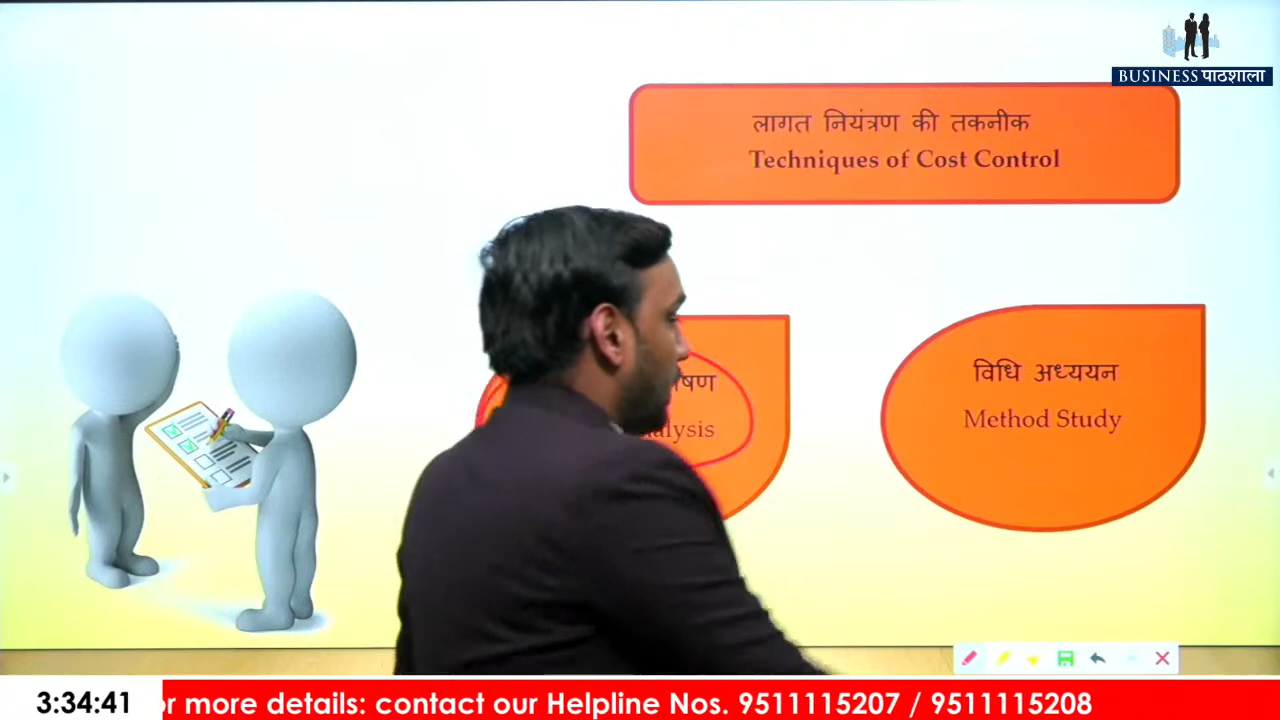 BUSINESS पाठशाला
लागत नियंत्रण की तकनीक
Techniques of Cost Control
विधि अध्ययन
Method Study
3:34:41
for more details: contact our Helpline Nos. 9511115207 / 9511115208